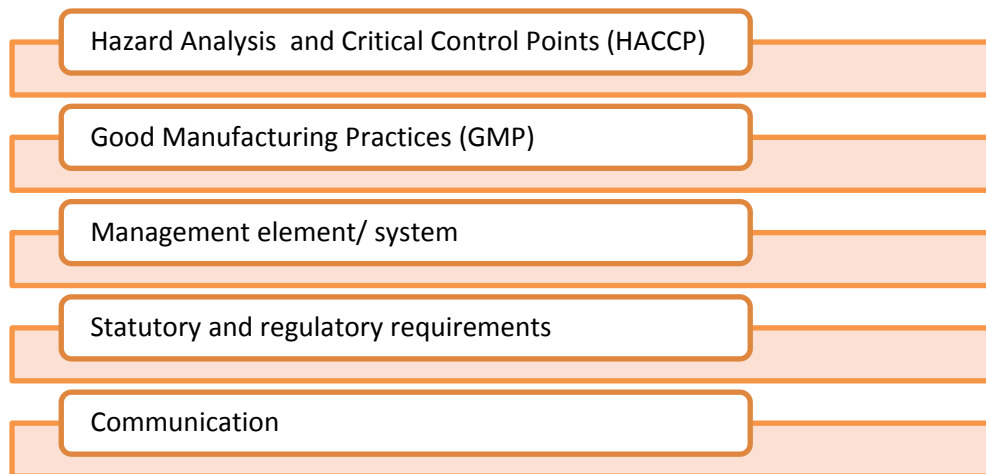 Hazard Analysis  and Critical Control Points (HACCP)
Good Manufacturing Practices (GMP)
Management element/ system
Statutory and regulatory requirements
Communication